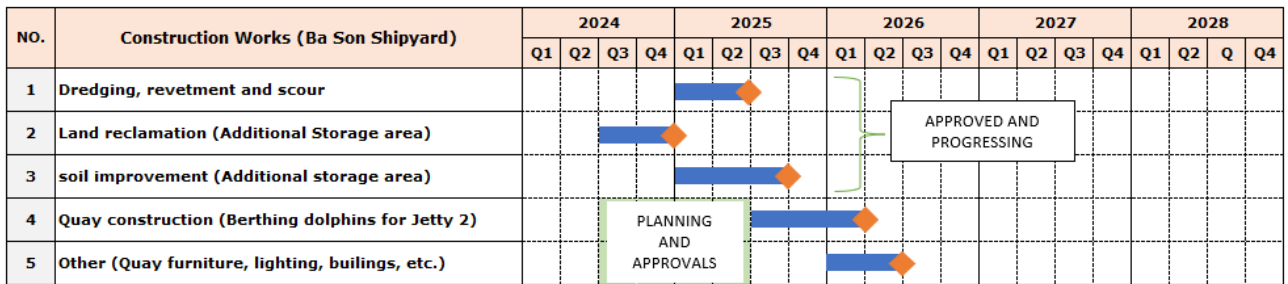 NO. Construction Works (Ba Son Shipyard) 2024 2025 2026 2027 2028
Q1 Q2 Q3 Q4 Q1 Q2 Q3 Q4 Q1 Q2 Q3 Q4 Q1 Q2 Q3 Q4 Q1 Q2 Q Q4
1 Dredging, revetment and scour
2 Land reclamation (Additional Storage area)
APPROVED AND
PROGRESSING
3 soil improvement (Additional storage area)
4 Quay construction (Berthing dolphins for Jetty 2)
PLANNING
AND
APPROVALS
5 Other (Quay furniture, lighting, builings, etc.)